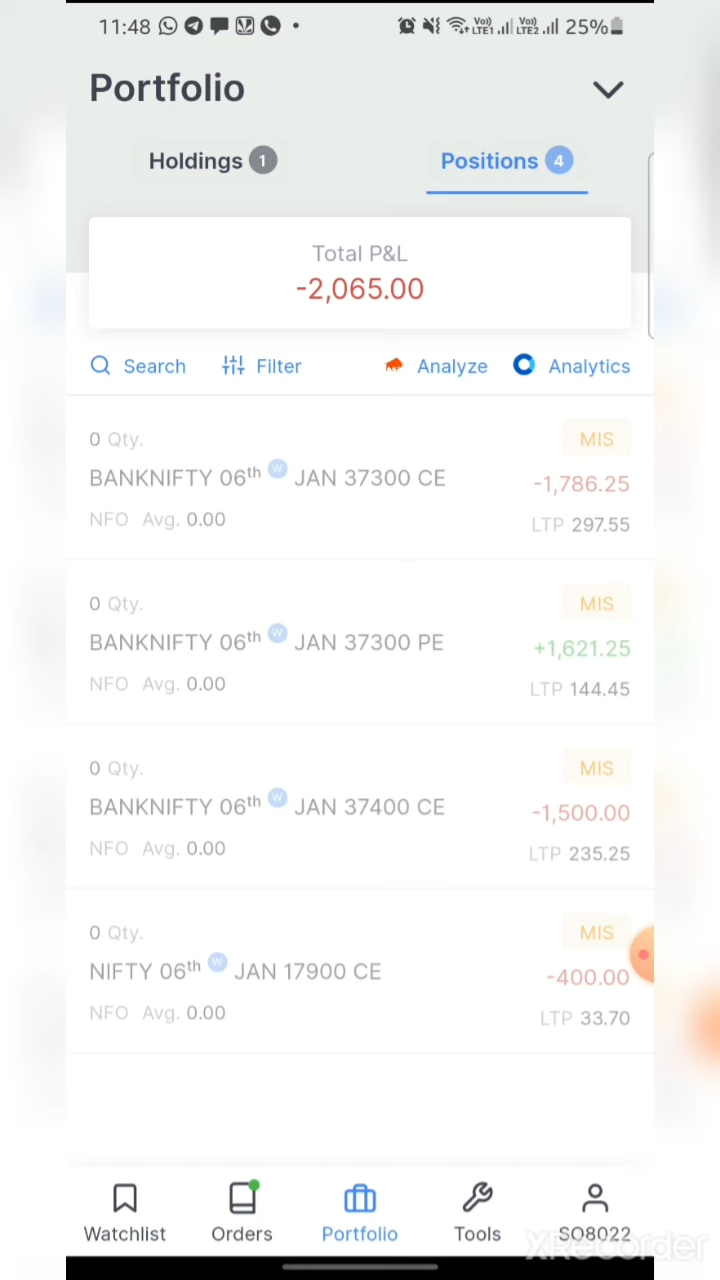 11:48 25%
Portfolio
Holdings 1 Positions 4
Total P&L
-2,065.00
Search Filter Analyze Analytics
0 Qty. MIS
BANKNIFTY 06th W JAN 37300 CE -1,786.25
NFO Avg. 0.00 LTP 297.55
0 Qty. MIS
BANKNIFTY 06th W JAN 37300 PE +1,621.25
NFO Avg. 0.00 LTP 144.45
0 Qty. MIS
BANKNIFTY 06th W JAN 37400 CE -1,500.00
NFO Avg. 0.00 LTP 235.25
0 Qty. MIS
NIFTY 06th W JAN 17900 CE -400.00
NFO Avg. 0.00 LTP 33.70
Watchlist Orders Portfolio Tools SO8022
XRecorder